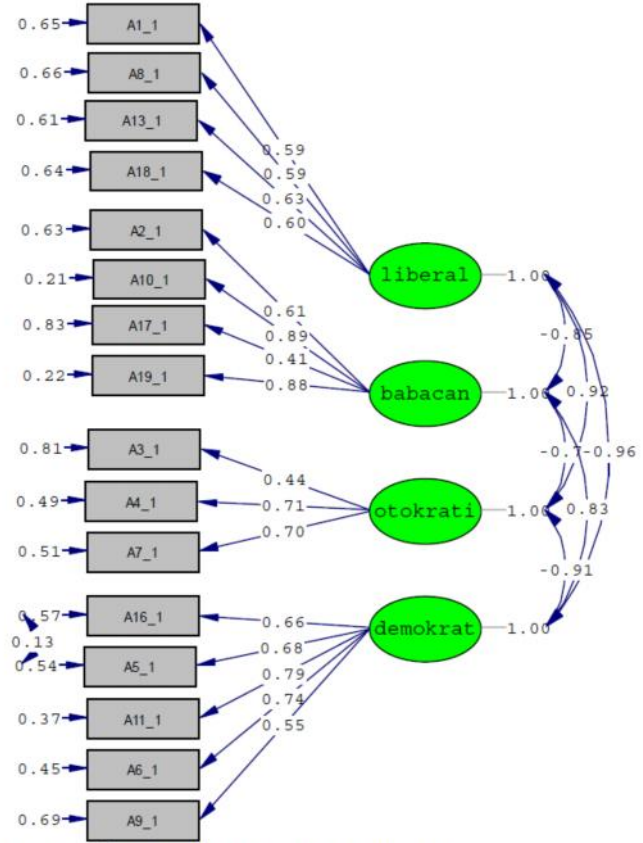 0.65 A1_1
0.66 A8_1
0.61 A13_1
0.64 A18_1
0.63 A2_1
0.21 A10_1
0.83 A17_1
0.22 A19_1
0.81 A3_1
0.49 A4_1
0.51 A7_1
0.57 A16_1
0.13
0.54 A5_1
0.37 A11_1
0.45 A6_1
0.69 A9_1
0.59
0.59
0.63
0.60
0.61
0.89
0.41
0.88
0.44
0.71
0.70
0.66
0.68
0.79
0.74
0.55
liberal 1.00
babacan 1.00
otokrati 1.00
demokrat 1.00
-0.85
0.92
-0.7 -0.96
0.83
-0.91